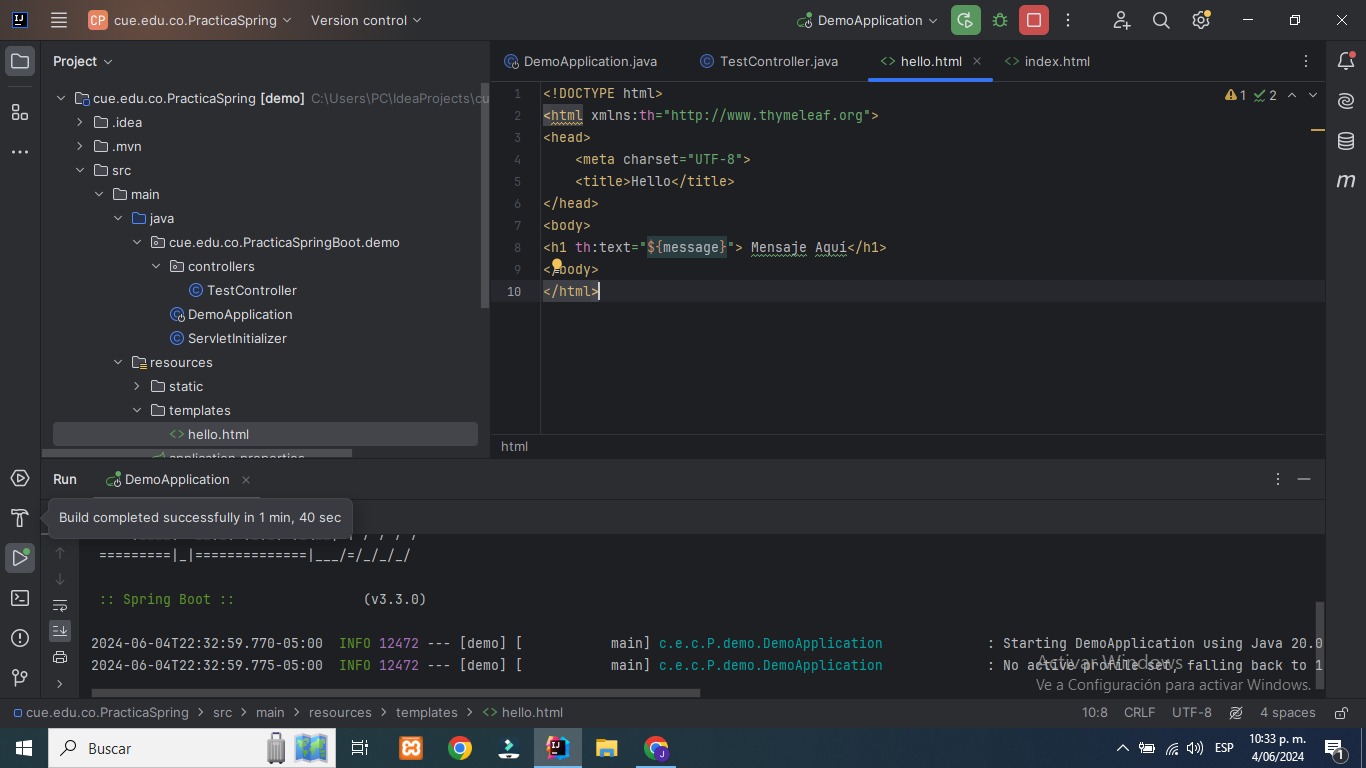 CP cue.edu.co.PracticaSpring Version control DemoApplication
Project
DemoApplication.java TestController.java hello.html index.html
cue.edu.co.PracticaSpring [demo] C:\Users\PC\IdeaProjects\cu
.idea
.mvn
src
main
java
cue.edu.co.PracticaSpringBoot.demo
controllers
TestController
DemoApplication
ServletInitializer
resources
static
templates
hello.html
application.properties
1 <!DOCTYPE html>
2 <html xmlns:th="http://www.thymeleaf.org">
3 <head>
4 <meta charset="UTF-8">
5 <title>Hello</title>
6 </head>
7 <body>
8 <h1 th:text="${message}"> Mensaje Aquí</h1>
9 </body>
10 </html>
1 2
html
Run DemoApplication
Build completed successfully in 1 min, 40 sec
=========|_|==============|___/=/_/_/_/
:: Spring Boot :: (v3.3.0)
2024-06-04T22:32:59.770-05:00 INFO 12472 --- [demo] [ main] c.e.c.P.demo.DemoApplication : Starting DemoApplication using Java 20.0
2024-06-04T22:32:59.775-05:00 INFO 12472 --- [demo] [ main] c.e.c.P.demo.DemoApplication : No active profile set, falling back to 1
Activar Windows
Ve a Configuración para activar Windows.
cue.edu.co.PracticaSpring > src > main > resources > templates > hello.html 10:8 CRLF UTF-8 4 spaces
Buscar
ESP
10:33 p. m.
4/06/2024
1